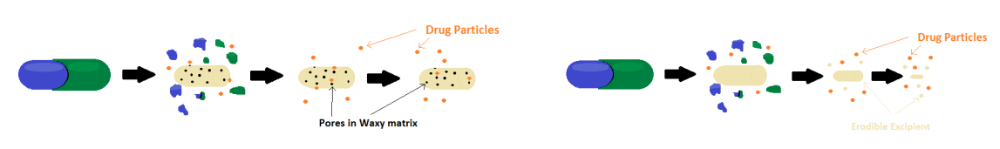 Drug Particles
Pores in Waxy matrix
Drug Particles
Erodible Excipient